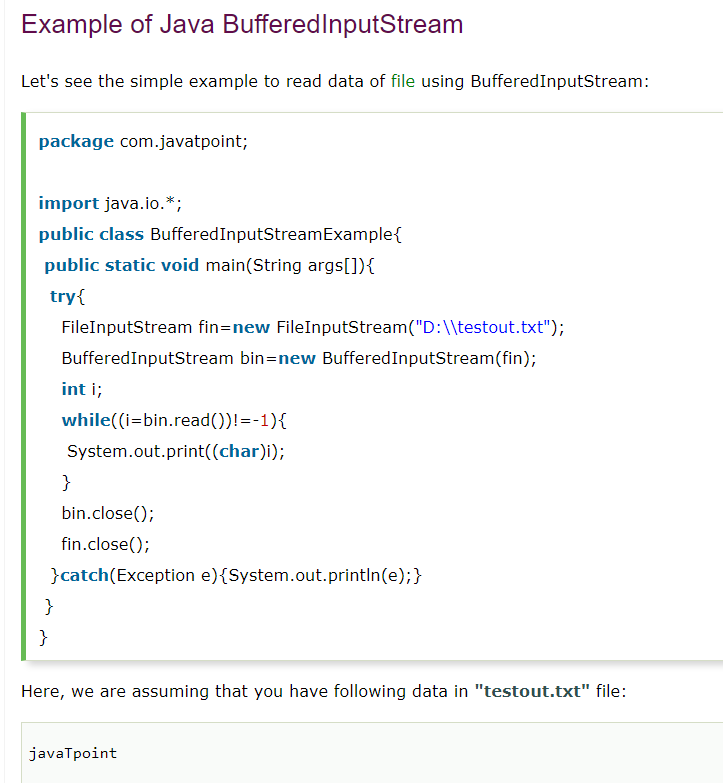 Example of Java BufferedInputStream
Let's see the simple example to read data of file using BufferedInputStream:
package com.javatpoint;
import java.io.*;
public class BufferedInputStreamExample{
public static void main(String args[]){
try{
FileInputStream fin=new FileInputStream("D:\\testout.txt");
BufferedInputStream bin=new BufferedInputStream(fin);
int i;
while((i=bin.read())!=-1){
System.out.print((char)i);
}
bin.close();
fin.close();
}catch(Exception e){System.out.println(e);}
}
}
Here, we are assuming that you have following data in "testout.txt" file:
javaTpoint